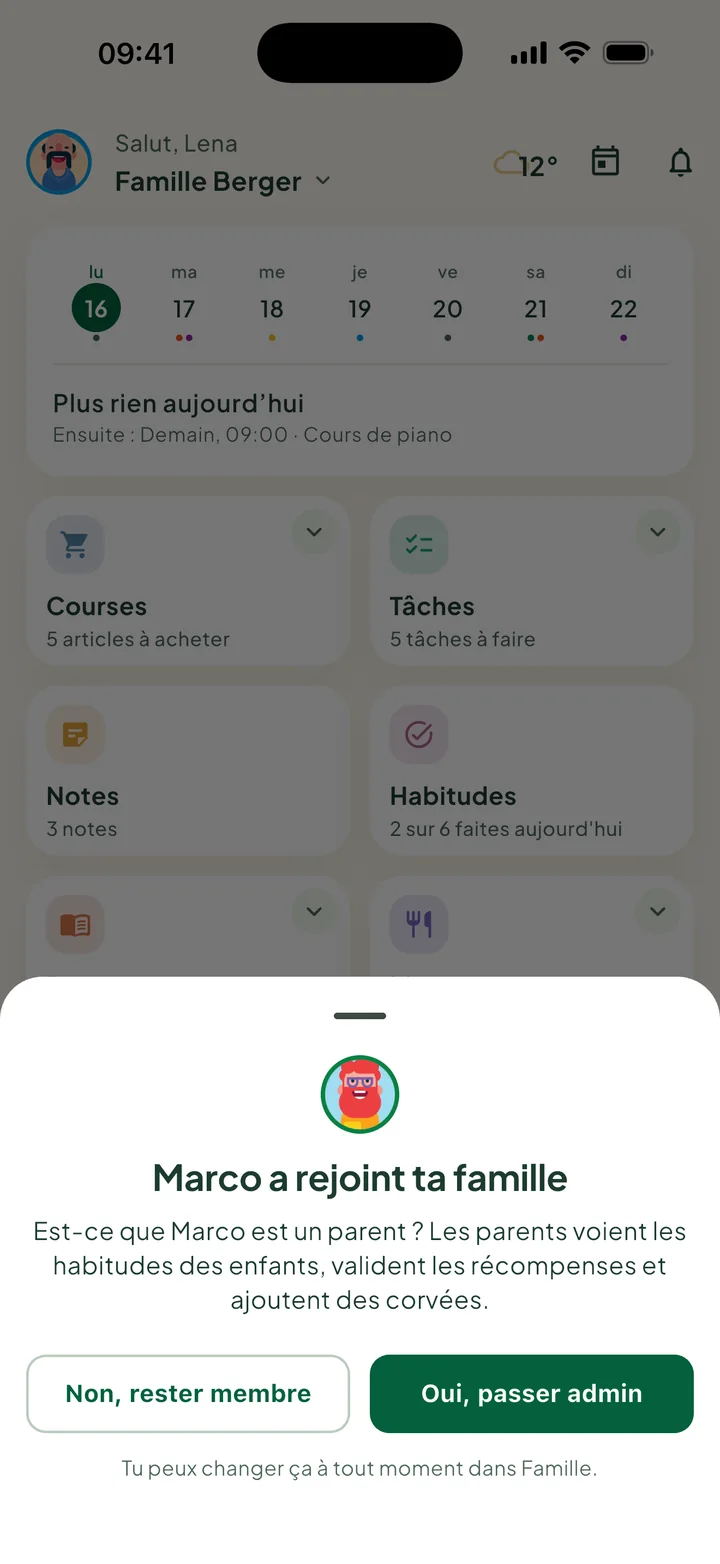 09:41
Salut, Lena
Famille Berger
12°
lu ma me je ve sa di
16 17 18 19 20 21 22
Plus rien aujourd’hui
Ensuite : Demain, 09:00 · Cours de piano
Courses
5 articles à acheter
Tâches
5 tâches à faire
Notes
3 notes
Habitudes
2 sur 6 faites aujourd'hui
Marco a rejoint ta famille
Est-ce que Marco est un parent ? Les parents voient les
habitudes des enfants, valident les récompenses et
ajoutent des corvées.
Non, rester membre
Oui, passer admin
Tu peux changer ça à tout moment dans Famille.